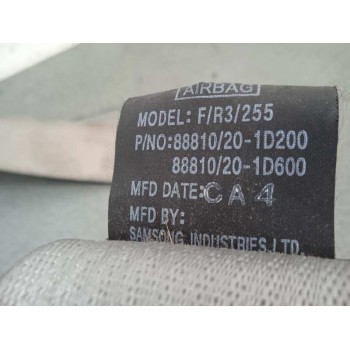 AIRBAG
MODEL: F/R3/255
P/NO:88810/20-1D200
88810/20-1D600
MFD DATE: CA4
MFD BY:
SAMSONG INDUSTRIES LTD.